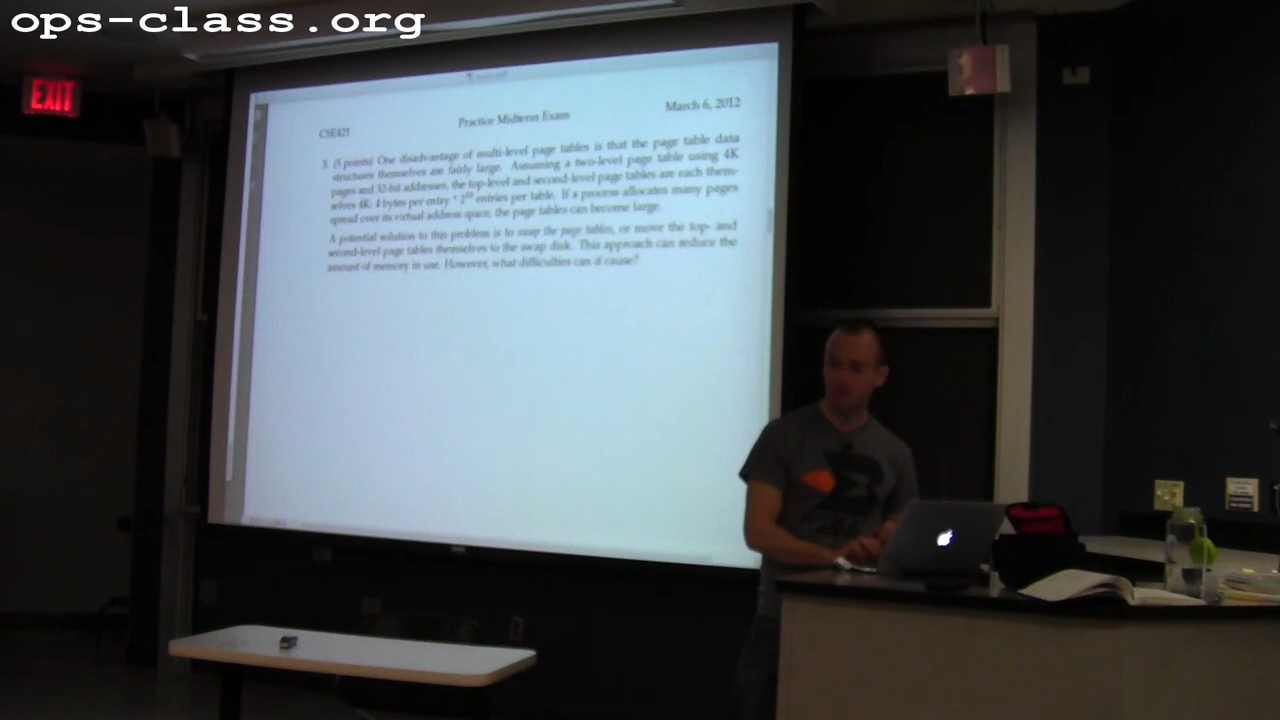 ops-class.org
EXIT
CSE421 Practice Midterm Exam March 6, 2012
3. (5 points) One disadvantage of multi-level page tables is that the page table data
structures themselves are fairly large. Assuming a two-level page table using 4K
pages and 32-bit addresses, the top-level and second-level page tables are each them-
selves 4K: 4 bytes per entry * 2¹⁰ entries per table. If a process allocates many pages
spread over its virtual address space, the page tables can become large.
A potential solution to this problem is to swap the page tables, or move the top- and
second-level page tables themselves to the swap disk. This approach can reduce the
amount of memory in use. However, what difficulties can it cause?